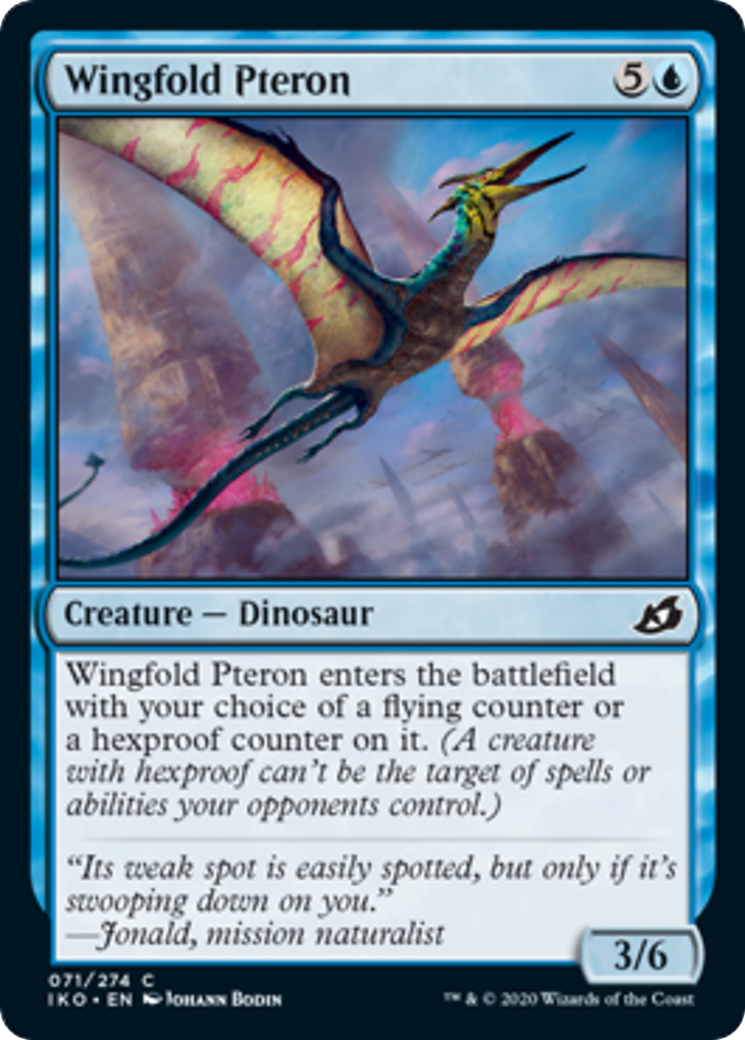 Wingfold Pteron 5
Creature — Dinosaur
Wingfold Pteron enters the battlefield
with your choice of a flying counter or
a hexproof counter on it. (A creature
with hexproof can't be the target of spells or
abilities your opponents control.)
“Its weak spot is easily spotted, but only if it's
swooping down on you.”
—Jonald, mission naturalist
3/6
071/274 C
IKO • EN Johann Bodin
™ & © 2020 Wizards of the Coast